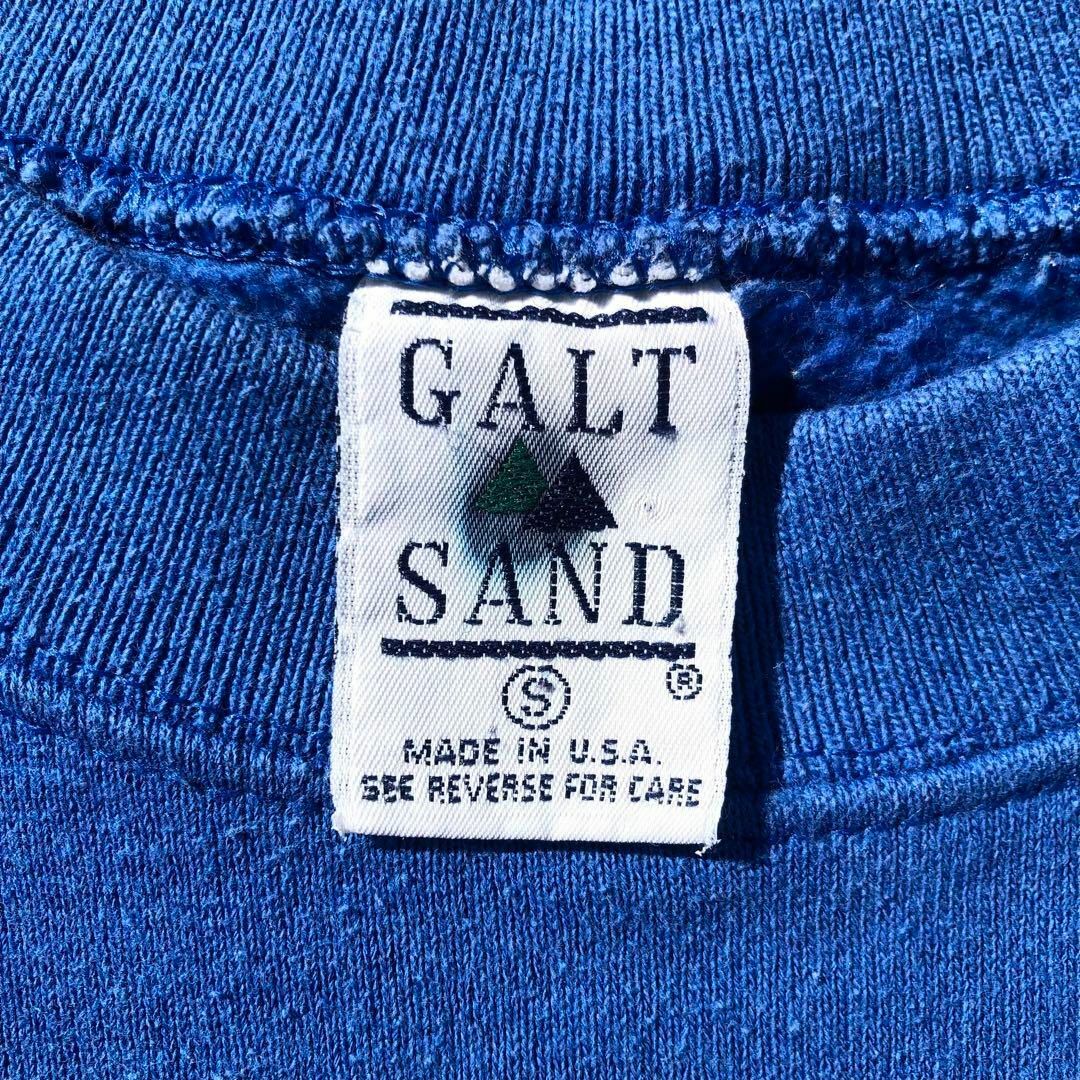 GALT
SAND
S ®
MADE IN U.S.A.
SEE REVERSE FOR CARE